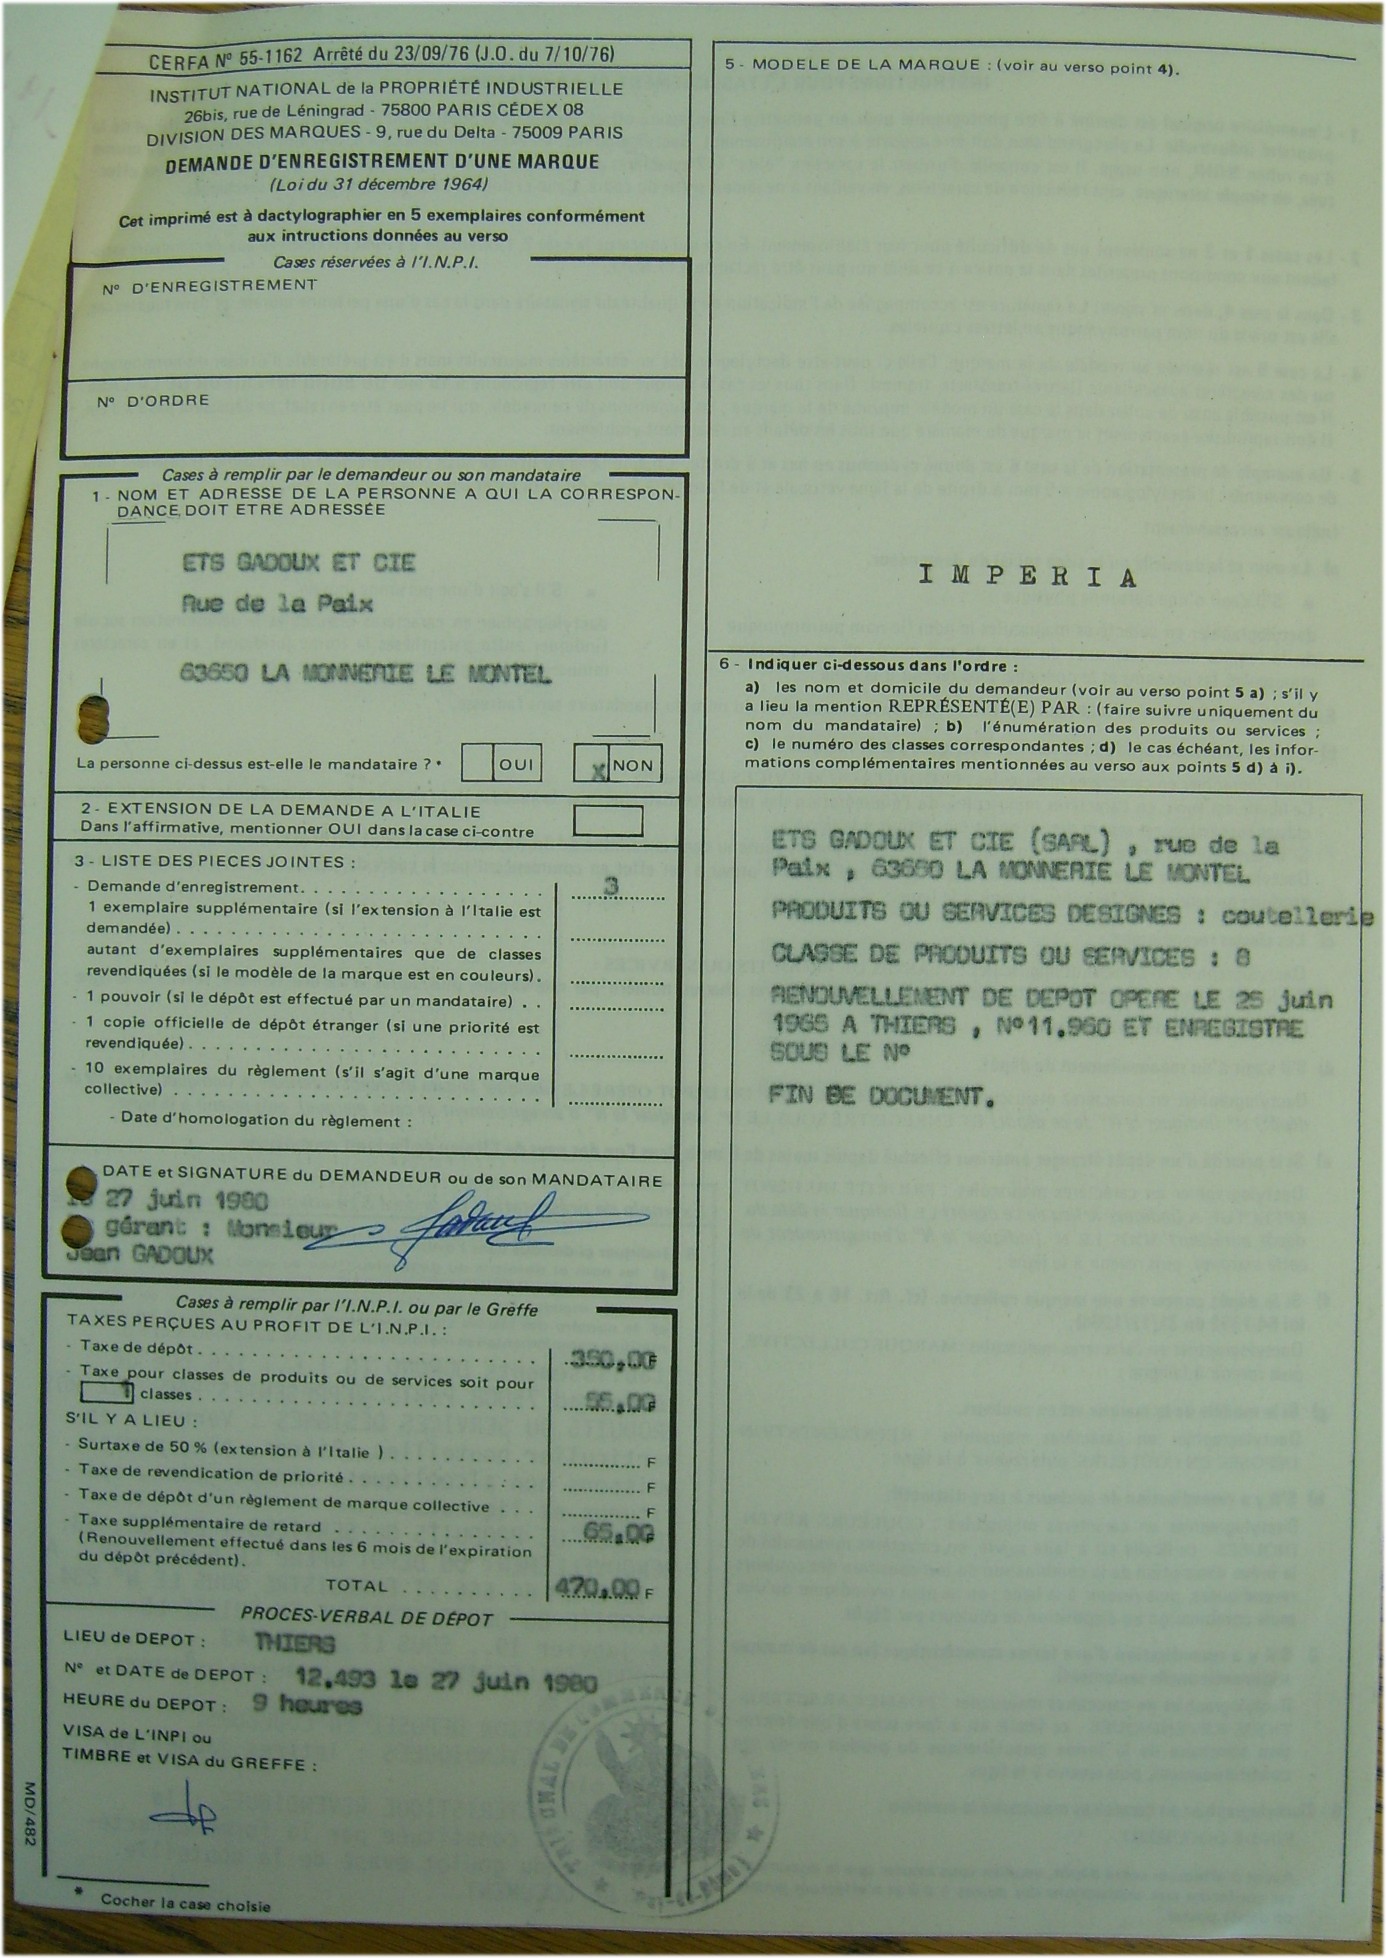 CERFA Nº 55-1162 Arrêté du 23/09/76 (J.O. du 7/10/76)
INSTITUT NATIONAL de la PROPRIÉTÉ INDUSTRIELLE
26bis, rue de Léningrad - 75800 PARIS CÉDEX 08
DIVISION DES MARQUES - 9, rue du Delta - 75009 PARIS
DEMANDE D'ENREGISTREMENT D'UNE MARQUE
(Loi du 31 décembre 1964)
Cet imprimé est à dactylographier en 5 exemplaires conformément
aux intructions données au verso
Cases réservées à l'I.N.P.I.
Nº D'ENREGISTREMENT
Nº D'ORDRE
Cases à remplir par le demandeur ou son mandataire
1 - NOM ET ADRESSE DE LA PERSONNE A QUI LA CORRESPON-
DANCE DOIT ETRE ADRESSÉE
ETS GADOUX ET CIE
Rue de la Paix
63650 LA MONNERIE LE MONTEL
La personne ci-dessus est-elle le mandataire ? *
OUI
x NON
2 - EXTENSION DE LA DEMANDE A L'ITALIE
Dans l'affirmative, mentionner OUI dans la case ci-contre
3 - LISTE DES PIECES JOINTES :
- Demande d'enregistrement. . . . . . . . . . . . . . . . . 3
1 exemplaire supplémentaire (si l'extension à l'Italie est
demandée) . . . . . . . . . . . . . . . . . . . . . . . . . .
autant d'exemplaires supplémentaires que de classes
revendiquées (si le modèle de la marque est en couleurs).
- 1 pouvoir (si le dépôt est effectué par un mandataire) . .
- 1 copie officielle de dépôt étranger (si une priorité est
revendiquée) . . . . . . . . . . . . . . . . . . . . . . . .
- 10 exemplaires du règlement (s'il s'agit d'une marque
collective) . . . . . . . . . . . . . . . . . . . . . . . . .
- Date d'homologation du règlement :
DATE et SIGNATURE du DEMANDEUR ou de son MANDATAIRE
27 juin 1980
gérant : Monsieur
Jean GADOUX
Cases à remplir par l'I.N.P.I. ou par le Greffe
TAXES PERÇUES AU PROFIT DE L'I.N.P.I. :
- Taxe de dépôt . . . . . . . . . . . . . . . . . . . . . . 350,00 F
- Taxe pour classes de produits ou de services soit pour
1 classes . . . . . . . . . . . . . . . . . . . . . . . 55,00 F
S'IL Y A LIEU :
- Surtaxe de 50 % (extension à l'Italie ) . . . . . . . . . . F
- Taxe de revendication de priorité . . . . . . . . . . . . . F
- Taxe de dépôt d'un règlement de marque collective . . . F
- Taxe supplémentaire de retard . . . . . . . . . . . . . . 65,00 F
(Renouvellement effectué dans les 6 mois de l'expiration
du dépôt précédent).
TOTAL . . . . . . . . . . 470,00 F
PROCES-VERBAL DE DÉPOT
LIEU de DEPOT : THIERS
Nº et DATE de DEPOT : 12.493 le 27 juin 1980
HEURE du DEPOT : 9 heures
VISA de L'INPI ou
TIMBRE et VISA du GREFFE :
TRIBUNAL DE COMMERCE
MD/482
* Cocher la case choisie
5 - MODELE DE LA MARQUE : (voir au verso point 4).
IMPERIA
6 - Indiquer ci-dessous dans l'ordre :
a) les nom et domicile du demandeur (voir au verso point 5 a) ; s'il y
a lieu la mention REPRÉSENTÉ(E) PAR : (faire suivre uniquement du
nom du mandataire) ; b) l'énumération des produits ou services ;
c) le numéro des classes correspondantes ; d) le cas échéant, les infor-
mations complémentaires mentionnées au verso aux points 5 d) à i).
ETS GADOUX ET CIE (SARL) , rue de la
Paix , 63650 LA MONNERIE LE MONTEL
PRODUITS OU SERVICES DESIGNES : coutellerie
CLASSE DE PRODUITS OU SERVICES : 8
RENOUVELLEMENT DE DEPOT OPERE LE 25 juin
1965 A THIERS , Nº11.960 ET ENREGISTRE
SOUS LE Nº
FIN DE DOCUMENT.